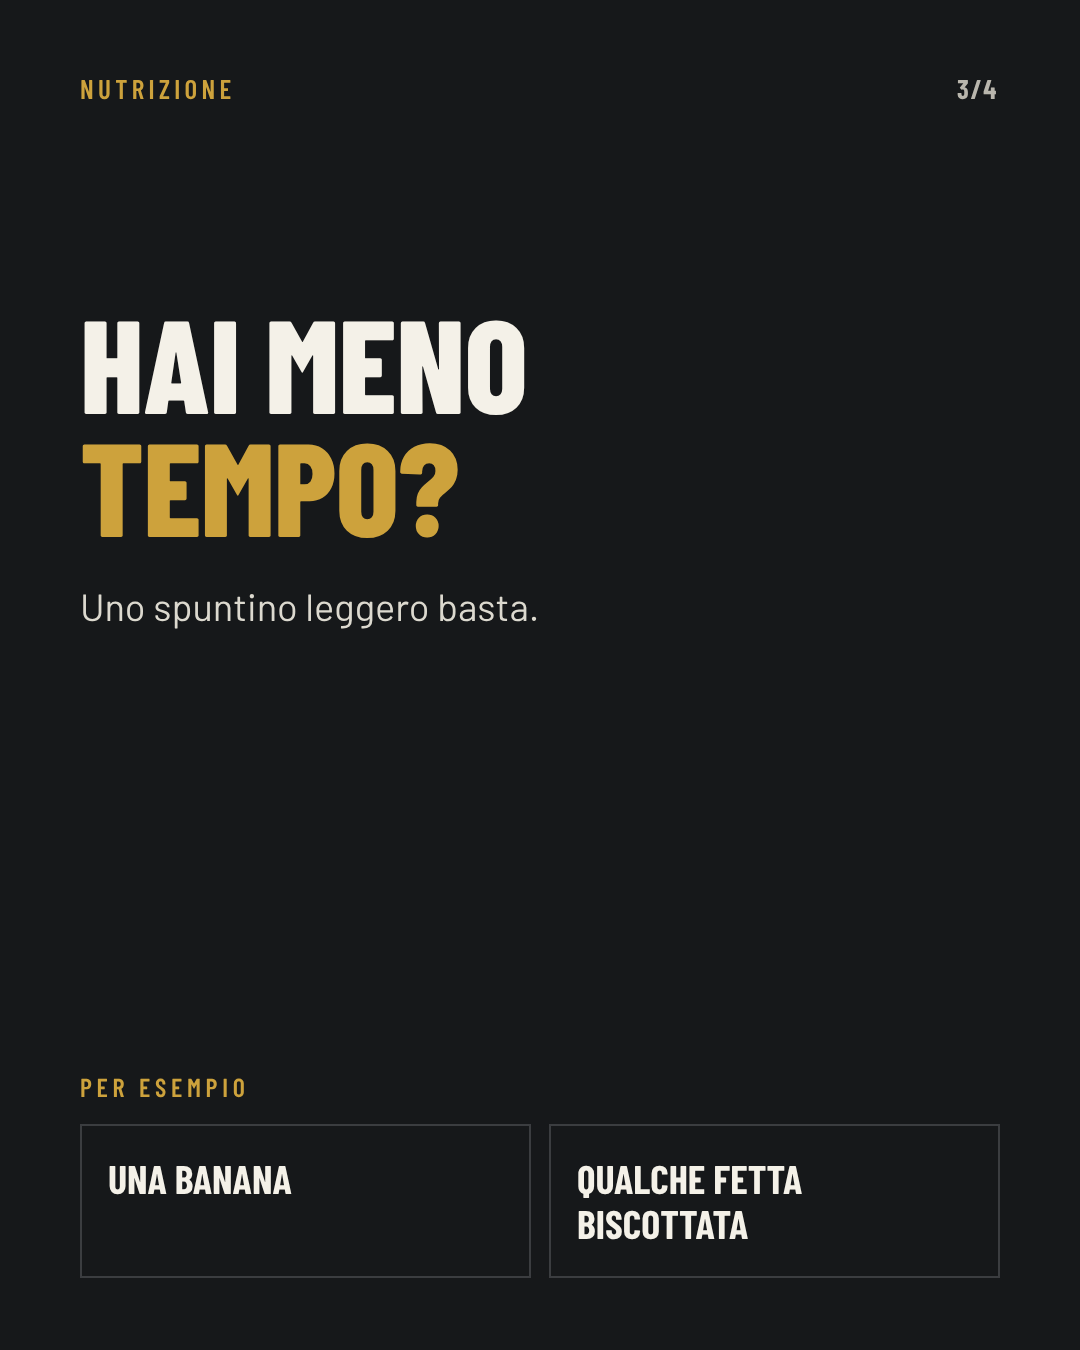 NUTRIZIONE
3/4
HAI MENO
TEMPO?
Uno spuntino leggero basta.
PER ESEMPIO
UNA BANANA
QUALCHE FETTA
BISCOTTATA